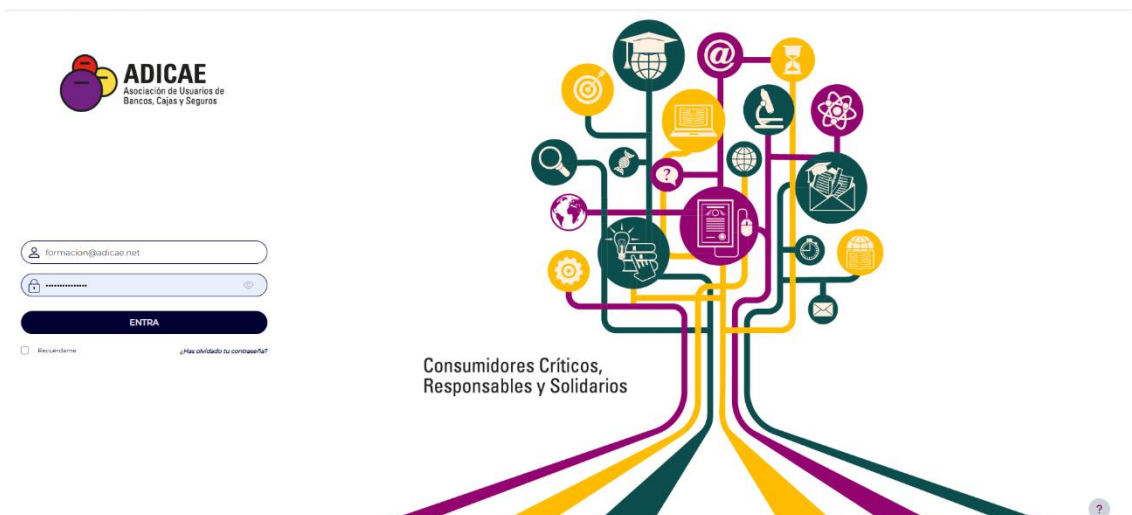 ADICAE
Asociación de Usuarios de
Bancos, Cajas y Seguros
formacion@adicae.net
ENTRA
Recuérdame
¿Has olvidado tu contraseña?
@
?
Consumidores Críticos,
Responsables y Solidarios
?